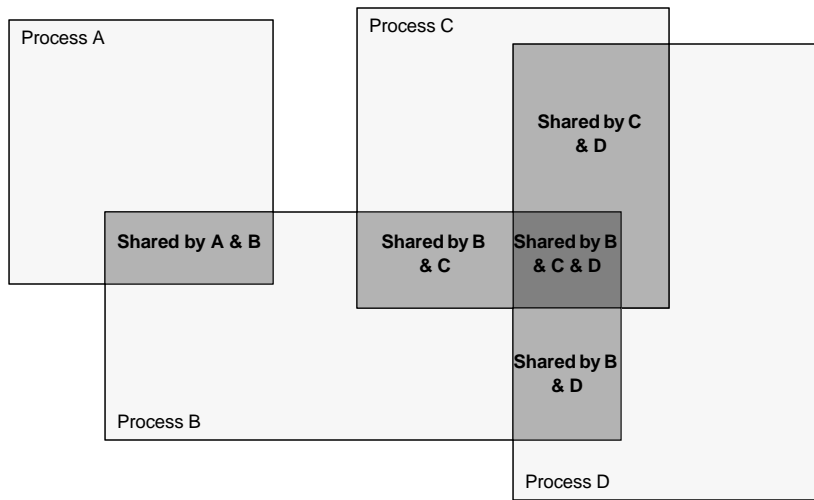 Process A
Process C
Shared by C
& D
Shared by A & B
Shared by B
& C
Shared by B
& C & D
Shared by B
& D
Process B
Process D